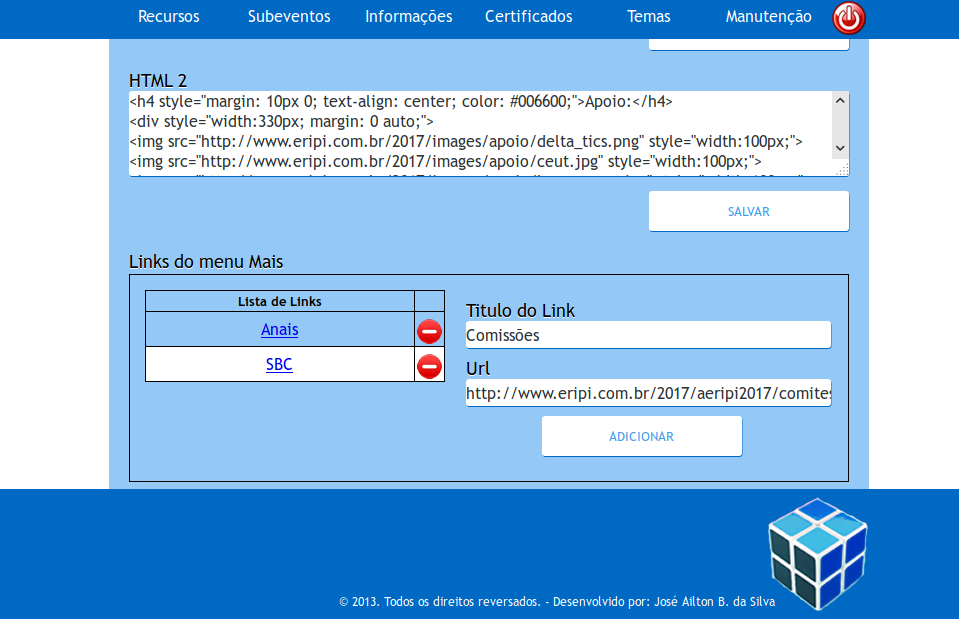 Recursos Subeventos Informações Certificados Temas Manutenção
HTML 2
<h4 style="margin: 10px 0; text-align: center; color: #006600;">Apoio:</h4>
<div style="width:330px; margin: 0 auto;">
<img src="http://www.eripi.com.br/2017/images/apoio/delta_tics.png" style="width:100px;">
<img src="http://www.eripi.com.br/2017/images/apoio/ceut.jpg" style="width:100px;">
SALVAR
Links do menu Mais
Lista de Links
Anais
SBC
Titulo do Link
Comissões
Url
http://www.eripi.com.br/2017/aeripi2017/comites
ADICIONAR
© 2013. Todos os direitos reversados. - Desenvolvido por: José Ailton B. da Silva